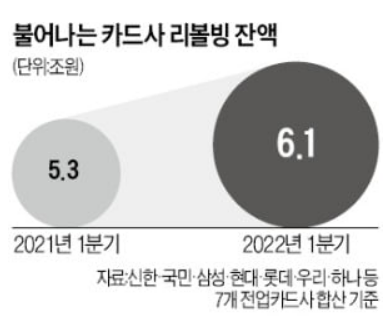 불어나는 카드사 리볼빙 잔액
(단위:조원)
5.3
6.1
2021년 1분기
2022년 1분기
자료:신한·국민·삼성·현대·롯데·우리·하나 등
7개 전업카드사 합산 기준